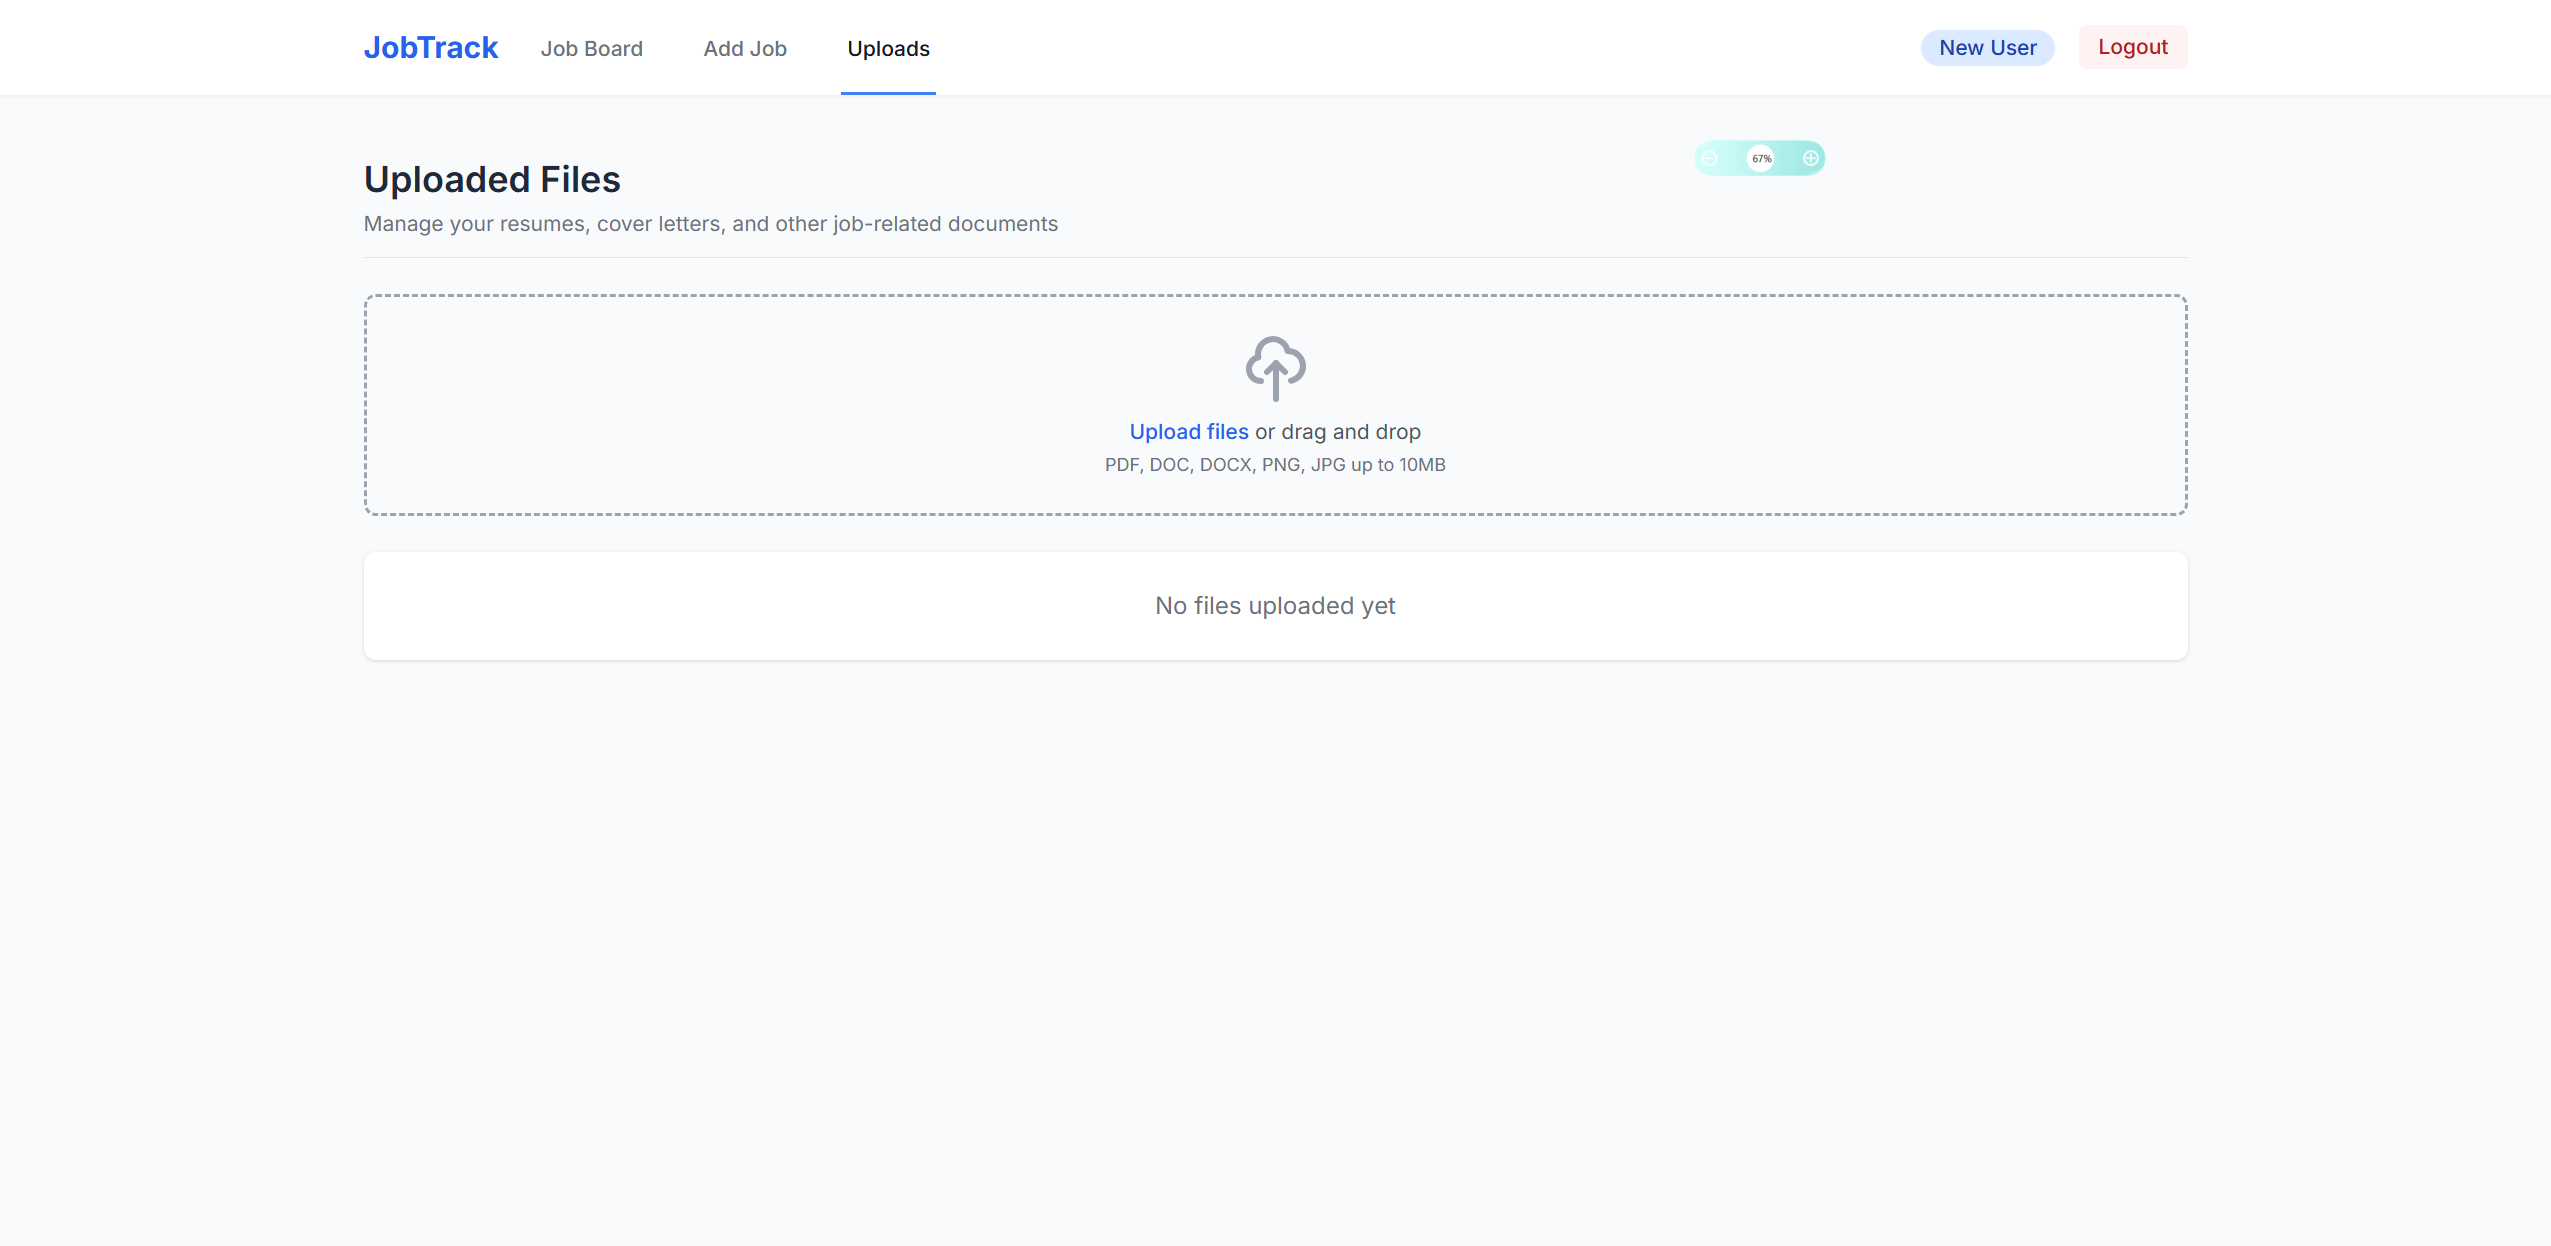 JobTrack Job Board Add Job Uploads New User Logout
67%
Uploaded Files
Manage your resumes, cover letters, and other job-related documents
Upload files or drag and drop
PDF, DOC, DOCX, PNG, JPG up to 10MB
No files uploaded yet